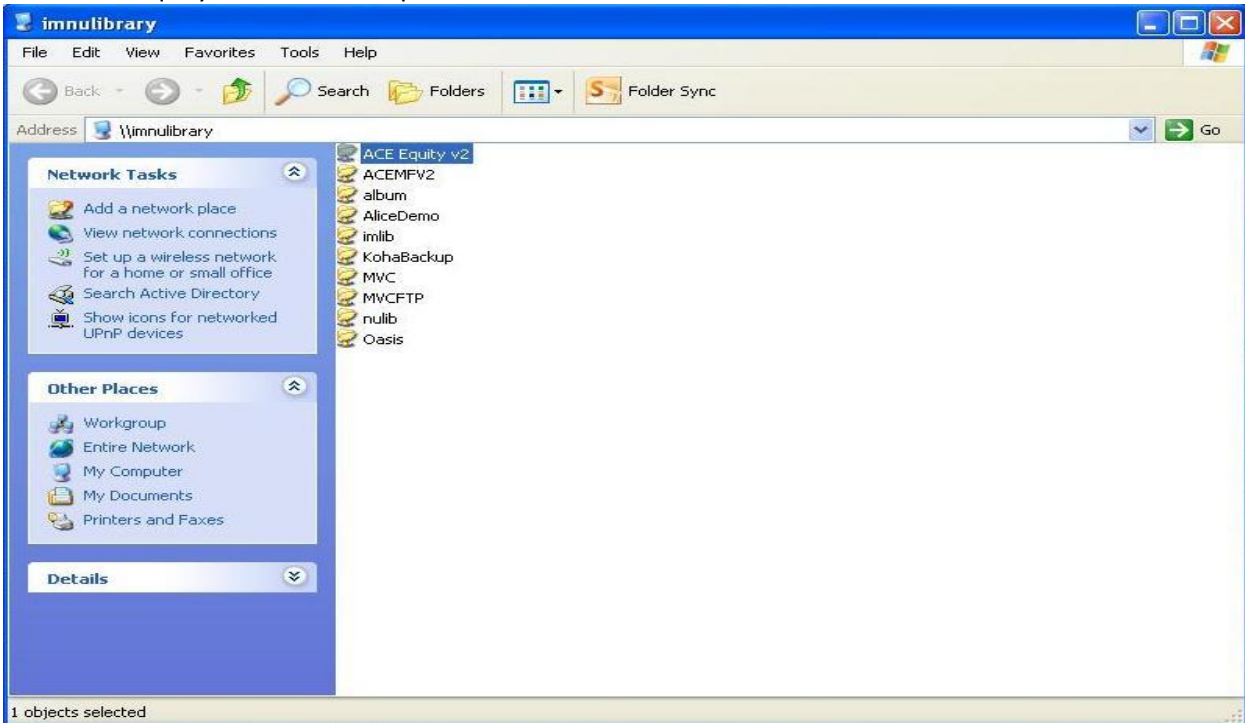 imnulibrary
File Edit View Favorites Tools Help
Back Search Folders Folder Sync
Address \\imnulibrary Go
Network Tasks
Add a network place
View network connections
Set up a wireless network
for a home or small office
Search Active Directory
Show icons for networked
UPnP devices
Other Places
Workgroup
Entire Network
My Computer
My Documents
Printers and Faxes
Details
ACE Equity v2
ACEMFV2
album
AliceDemo
imlib
KohaBackup
MVC
MVCFTP
nulib
Oasis
1 objects selected